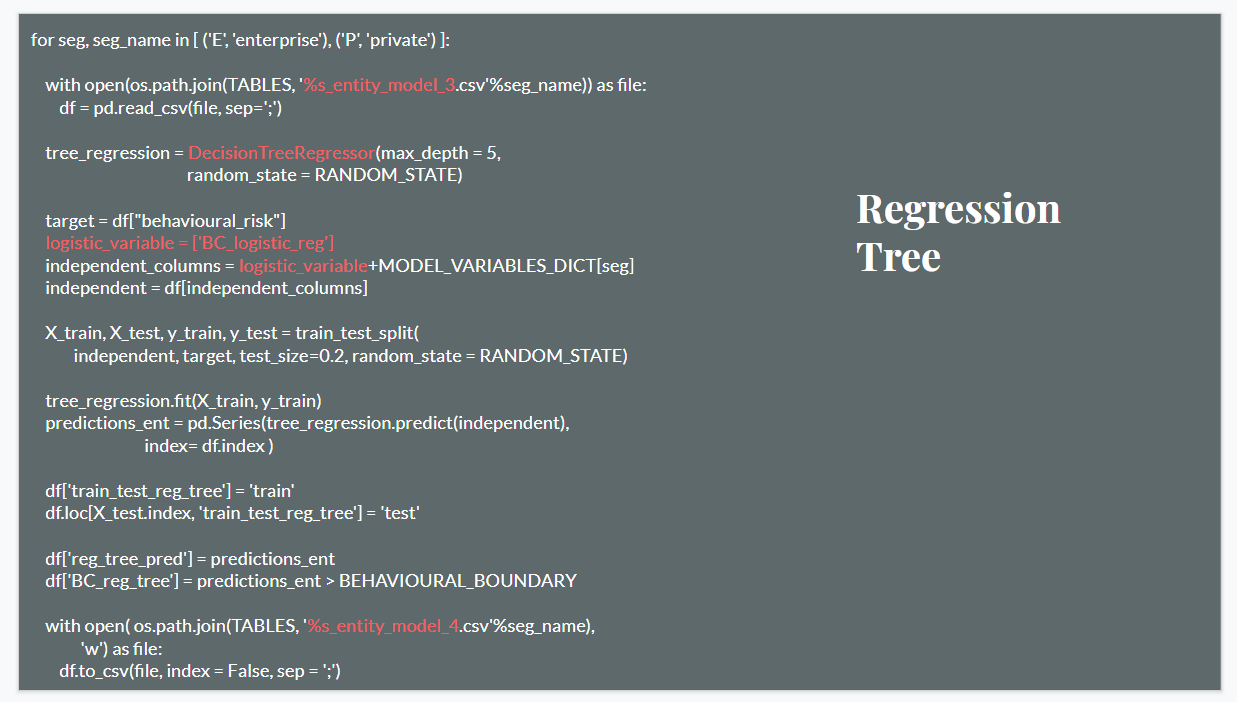 for seg, seg_name in [ ('E', 'enterprise'), ('P', 'private') ]:
with open(os.path.join(TABLES, '%s_entity_model_3.csv'%seg_name)) as file:
df = pd.read_csv(file, sep=';')
tree_regression = DecisionTreeRegressor(max_depth = 5,
random_state = RANDOM_STATE)
target = df["behavioural_risk"]
logistic_variable = ['BC_logistic_reg']
independent_columns = logistic_variable+MODEL_VARIABLES_DICT[seg]
independent = df[independent_columns]
X_train, X_test, y_train, y_test = train_test_split(
independent, target, test_size=0.2, random_state = RANDOM_STATE)
tree_regression.fit(X_train, y_train)
predictions_ent = pd.Series(tree_regression.predict(independent),
index= df.index )
df['train_test_reg_tree'] = 'train'
df.loc[X_test.index, 'train_test_reg_tree'] = 'test'
df['reg_tree_pred'] = predictions_ent
df['BC_reg_tree'] = predictions_ent > BEHAVIOURAL_BOUNDARY
with open( os.path.join(TABLES, '%s_entity_model_4.csv'%seg_name),
'w') as file:
df.to_csv(file, index = False, sep = ';')
Regression
Tree